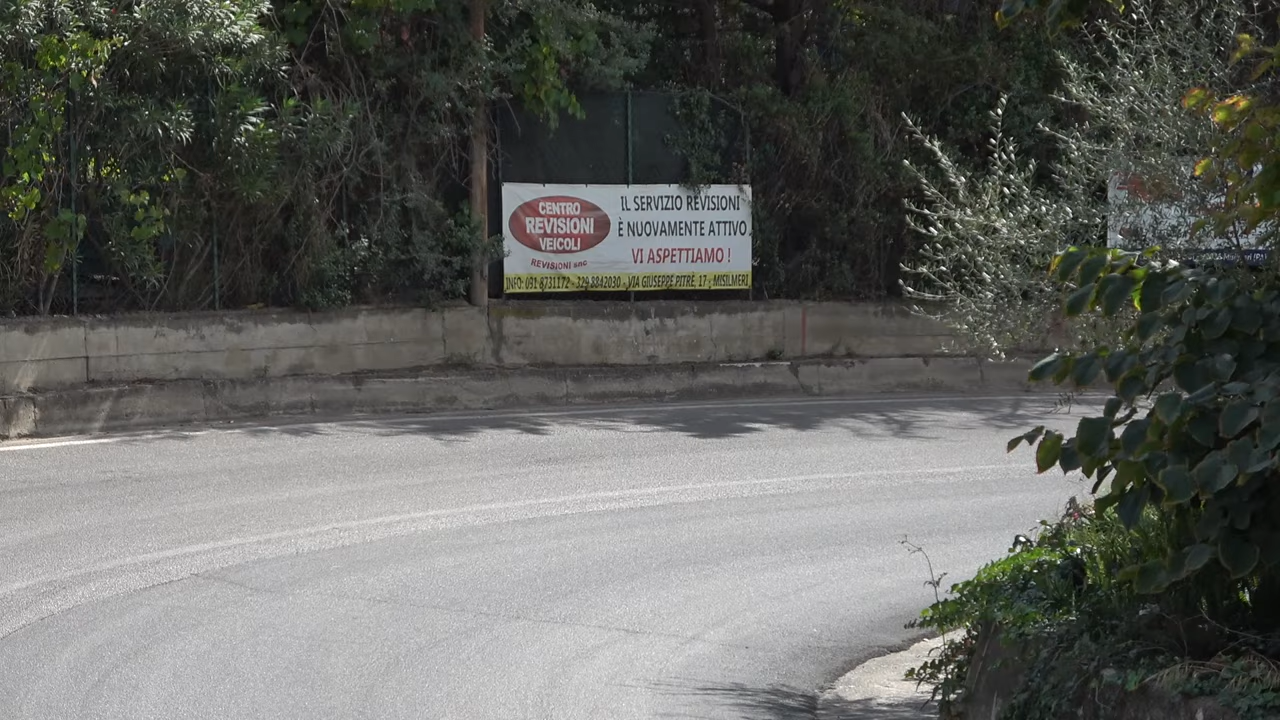 CENTRO
REVISIONI
VEICOLI
REVISIONI snc
IL SERVIZIO REVISIONI
È NUOVAMENTE ATTIVO
VI ASPETTIAMO !
INFO: 091 8731172 - 329 8842030 - VIA GIUSEPPE PITRÈ, 17 - MISILMERI